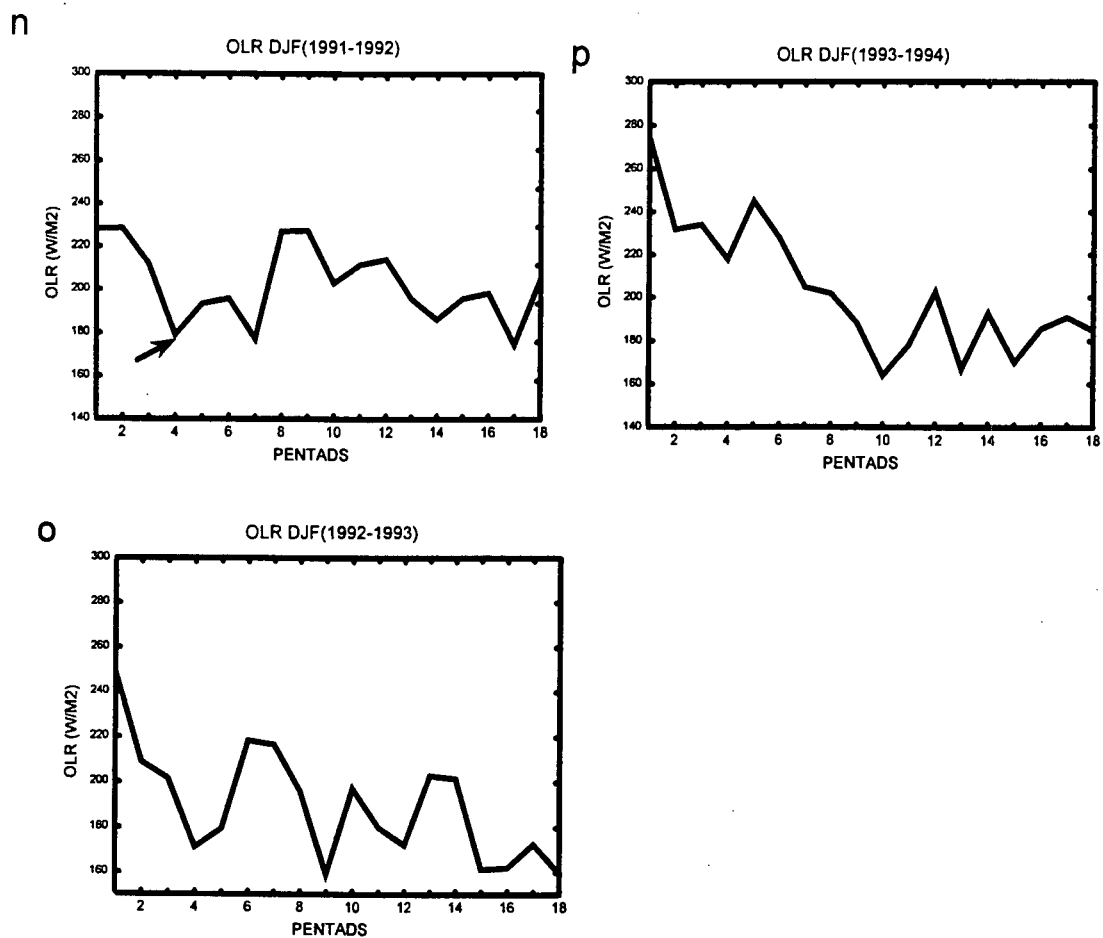 n
OLR DJF(1991-1992)
300
280
260
240
220
200
180
160
140
OLR (W/M2)
2 4 6 8 10 12 14 16 18
PENTADS
p
OLR DJF(1993-1994)
300
280
260
240
220
200
180
160
140
OLR (W/M2)
2 4 6 8 10 12 14 16 18
PENTADS
o
OLR DJF(1992-1993)
300
280
260
240
220
200
180
160
OLR (W/M2)
2 4 6 8 10 12 14 16 18
PENTADS